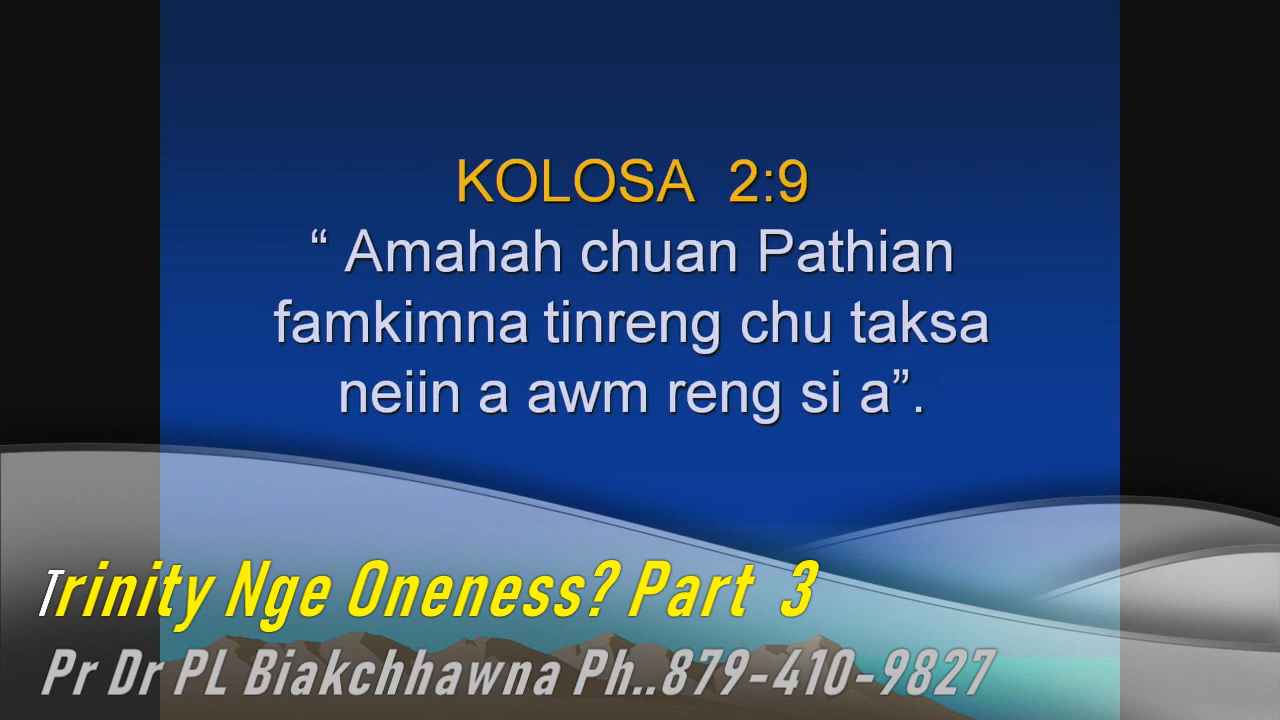 KOLOSA 2:9
“ Amahah chuan Pathian
famkimna tinreng chu taksa
neiin a awm reng si a”.
Trinity Nge Oneness? Part 3
Pr Dr PL Biakchhawna Ph..879-410-9827